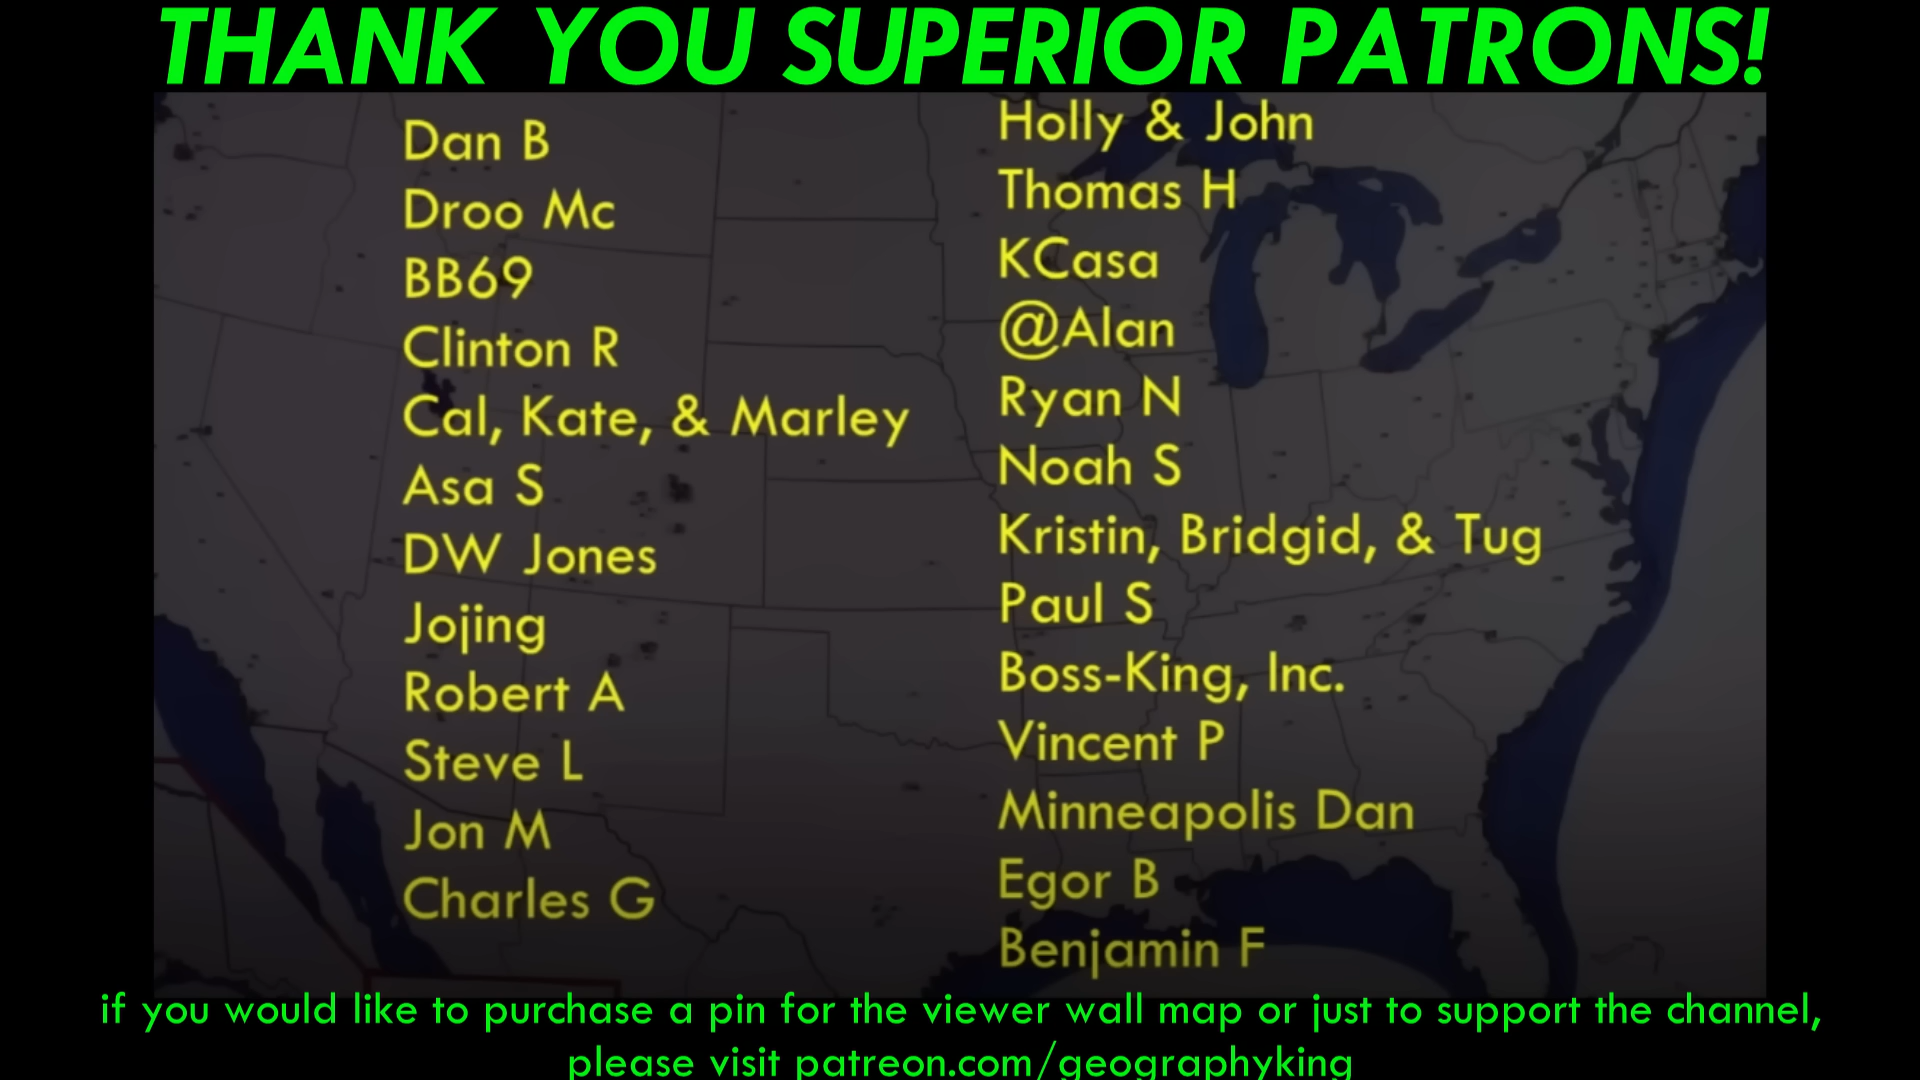 THANK YOU SUPERIOR PATRONS!
Dan B
Droo Mc
BB69
Clinton R
Cal, Kate, & Marley
Asa S
DW Jones
Jojing
Robert A
Steve L
Jon M
Charles G
Holly & John
Thomas H
KCasa
@Alan
Ryan N
Noah S
Kristin, Bridgid, & Tug
Paul S
Boss-King, Inc.
Vincent P
Minneapolis Dan
Egor B
Benjamin F
if you would like to purchase a pin for the viewer wall map or just to support the channel,
please visit patreon.com/geographyking